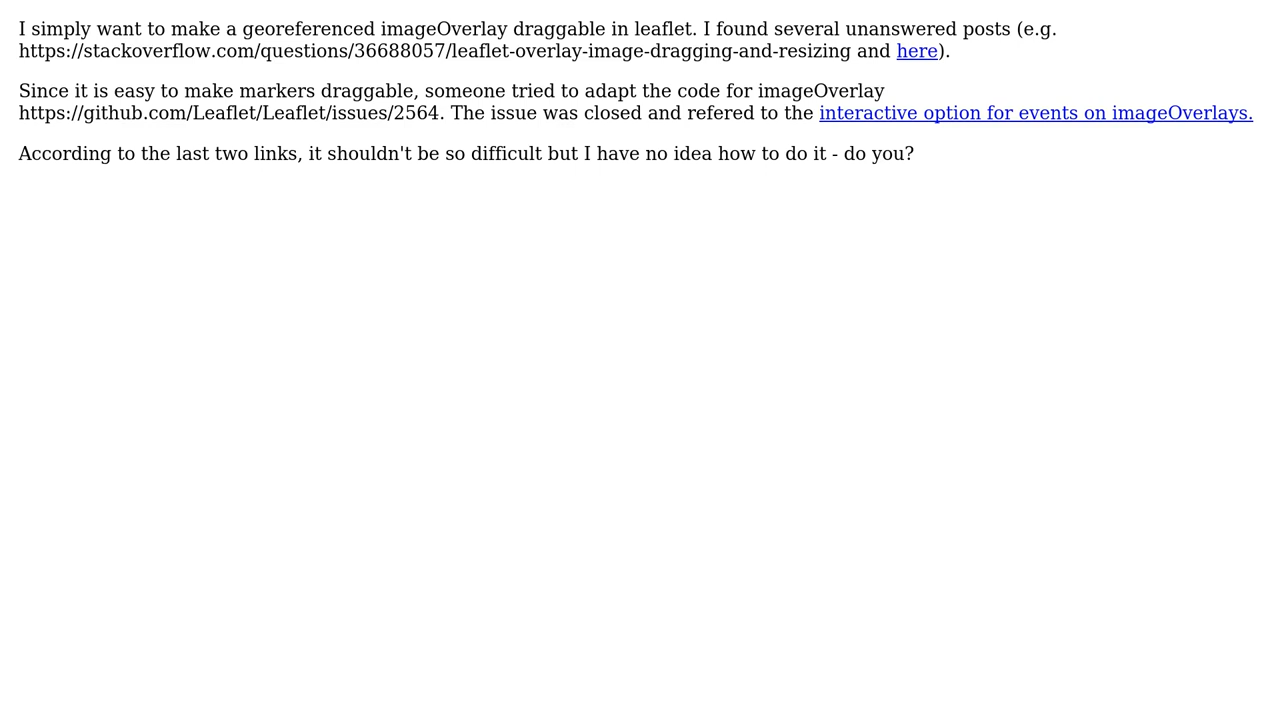 I simply want to make a georeferenced imageOverlay draggable in leaflet. I found several unanswered posts (e.g.
https://stackoverflow.com/questions/36688057/leaflet-overlay-image-dragging-and-resizing and here).
Since it is easy to make markers draggable, someone tried to adapt the code for imageOverlay
https://github.com/Leaflet/Leaflet/issues/2564. The issue was closed and refered to the interactive option for events on imageOverlays.
According to the last two links, it shouldn't be so difficult but I have no idea how to do it - do you?